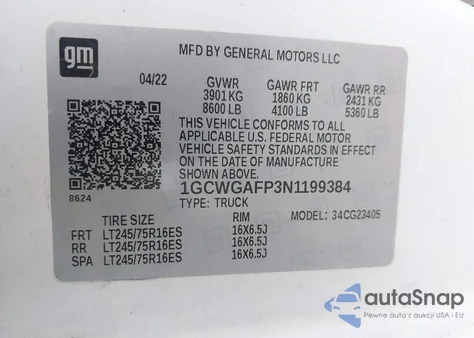 gm
MFD BY GENERAL MOTORS LLC
04/22 GVWR GAWR FRT GAWR RR
3901 KG 1860 KG 2431 KG
8600 LB 4100 LB 5360 LB
THIS VEHICLE CONFORMS TO ALL
APPLICABLE U.S. FEDERAL MOTOR
VEHICLE SAFETY STANDARDS IN EFFECT
ON THE DATE OF MANUFACTURE
SHOWN ABOVE.
1GCWGAFP3N1199384
8624
TYPE: TRUCK
TIRE SIZE RIM MODEL: 34CG23405
FRT LT245/75R16ES 16X6.5J
RR LT245/75R16ES 16X6.5J
SPA LT245/75R16ES 16X6.5J
autoSnap
Pewne auta z aukcji USA i EU